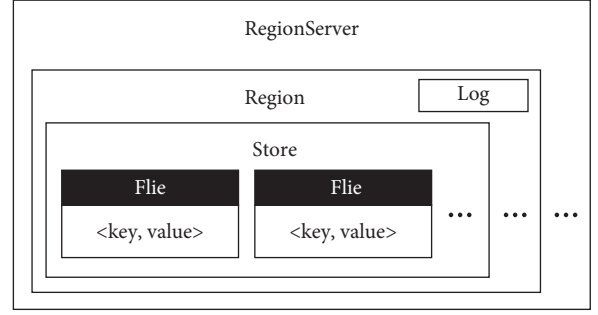 RegionServer
Region
Log
Store
Flie
Flie
<key, value>
<key, value>
... ... ...